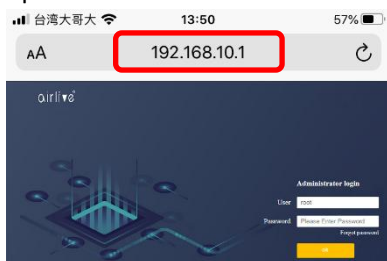 台湾大哥大 13:50 57%
AA 192.168.10.1
airlive
Administrator login
User root
Password Please Enter Password
Forgot password